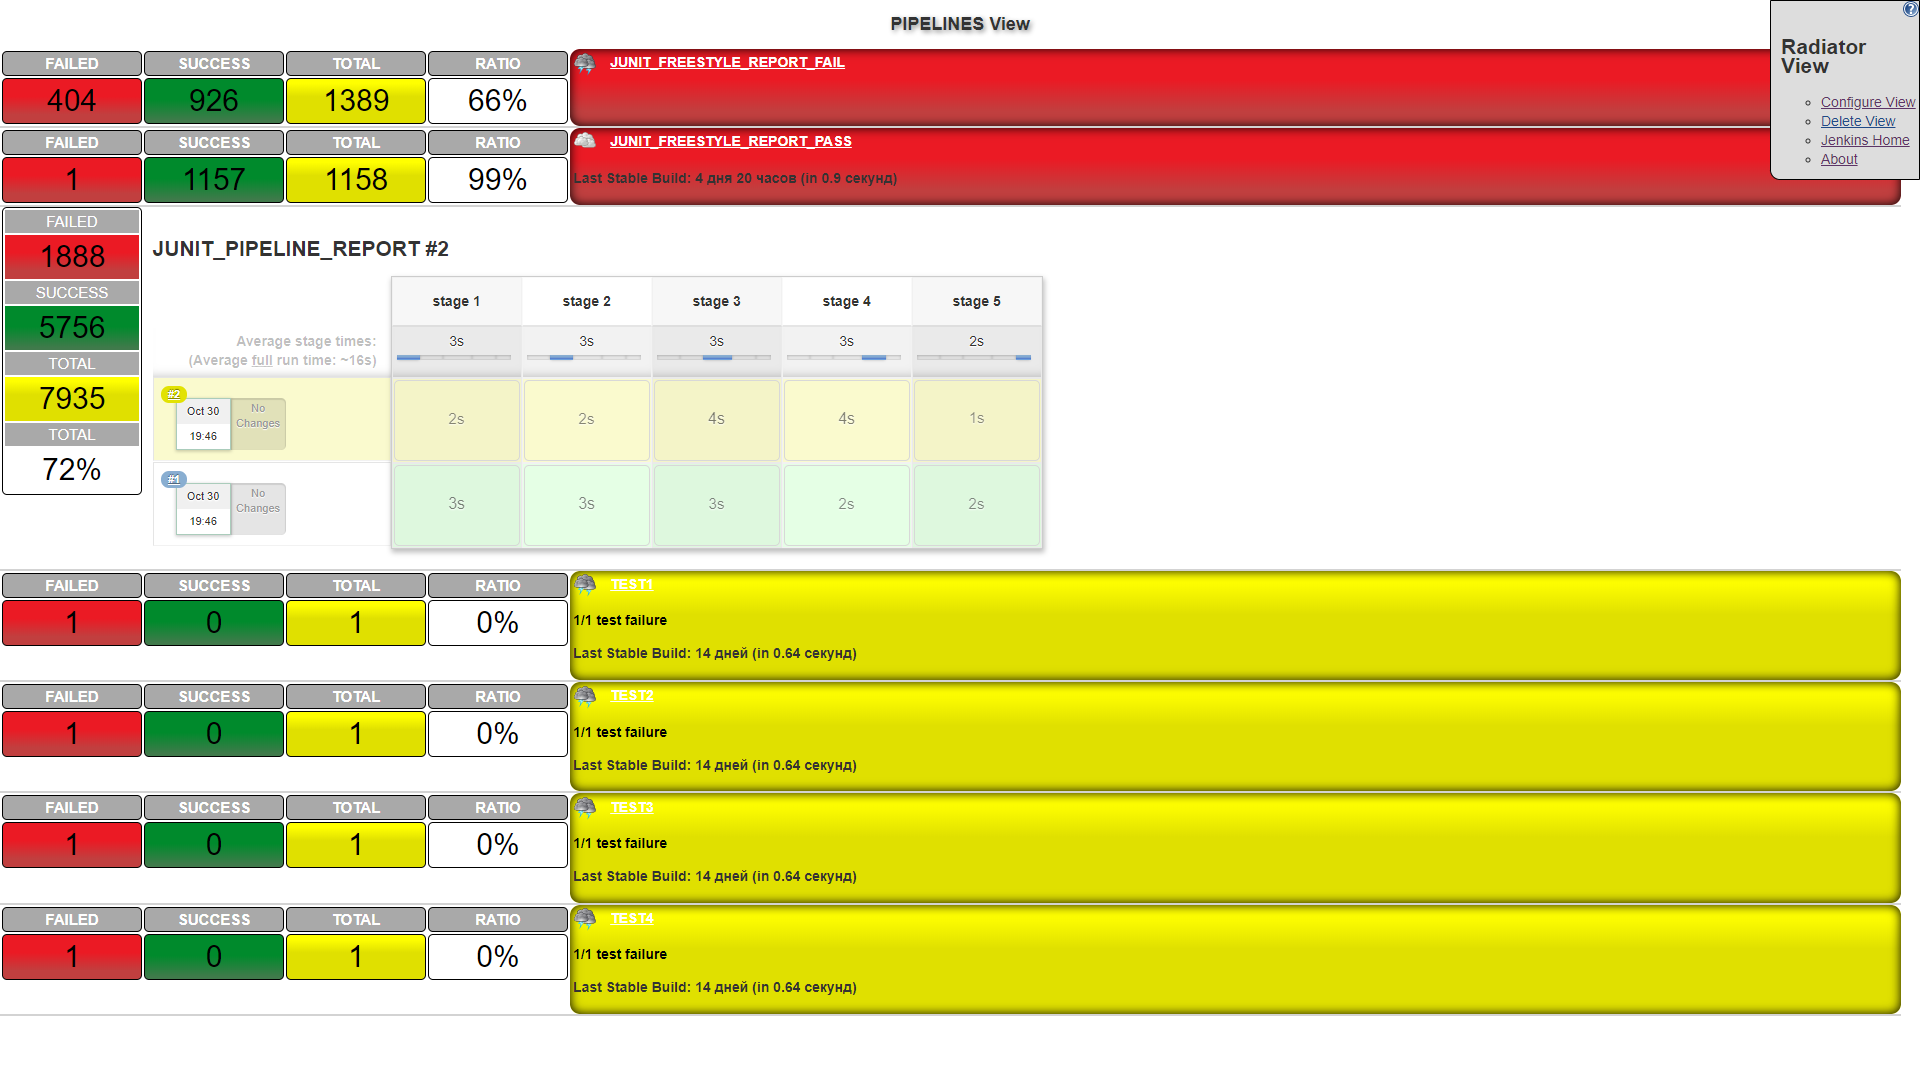 PIPELINES View
Radiator
View
Configure View
Delete View
Jenkins Home
About
FAILED SUCCESS TOTAL RATIO
404 926 1389 66%
JUNIT_FREESTYLE_REPORT_FAIL
FAILED SUCCESS TOTAL RATIO
1 1157 1158 99%
JUNIT_FREESTYLE_REPORT_PASS
Last Stable Build: 4 дня 20 часов (in 0.9 секунд)
FAILED
1888
SUCCESS
5756
TOTAL
7935
TOTAL
72%
JUNIT_PIPELINE_REPORT #2
stage 1 stage 2 stage 3 stage 4 stage 5
Average stage times:
(Average full run time: ~16s)
3s 3s 3s 3s 2s
#2
Oct 30
19:46
No
Changes
2s 2s 4s 4s 1s
#1
Oct 30
19:46
No
Changes
3s 3s 3s 2s 2s
FAILED SUCCESS TOTAL RATIO
1 0 1 0%
TEST1
1/1 test failure
Last Stable Build: 14 дней (in 0.64 секунд)
FAILED SUCCESS TOTAL RATIO
1 0 1 0%
TEST2
1/1 test failure
Last Stable Build: 14 дней (in 0.64 секунд)
FAILED SUCCESS TOTAL RATIO
1 0 1 0%
TEST3
1/1 test failure
Last Stable Build: 14 дней (in 0.64 секунд)
FAILED SUCCESS TOTAL RATIO
1 0 1 0%
TEST4
1/1 test failure
Last Stable Build: 14 дней (in 0.64 секунд)